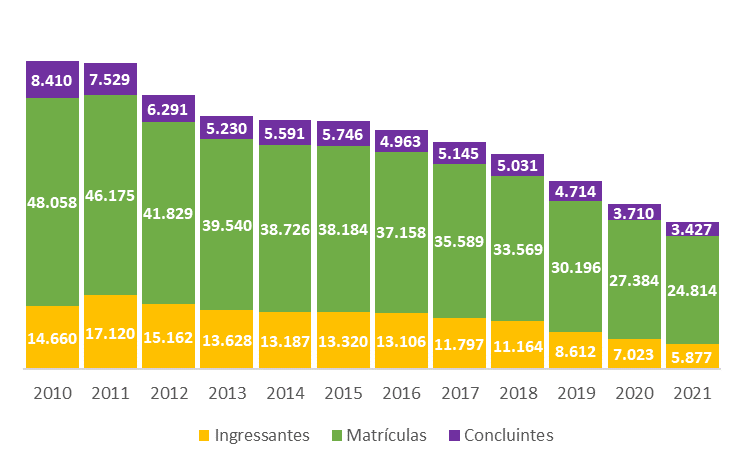 8.410 7.529 6.291 5.230 5.591 5.746 4.963 5.145 5.031 4.714 3.710 3.427
48.058 46.175 41.829 39.540 38.726 38.184 37.158 35.589 33.569 30.196 27.384 24.814
14.660 17.120 15.162 13.628 13.187 13.320 13.106 11.797 11.164 8.612 7.023 5.877
2010 2011 2012 2013 2014 2015 2016 2017 2018 2019 2020 2021
Ingressantes Matrículas Concluintes